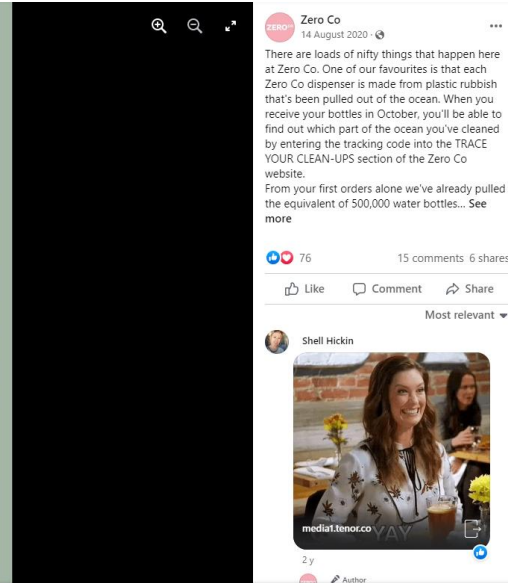 ZERO
Zero Co
14 August 2020
There are loads of nifty things that happen here
at Zero Co. One of our favourites is that each
Zero Co dispenser is made from plastic rubbish
that's been pulled out of the ocean. When you
receive your bottles in October, you'll be able to
find out which part of the ocean you've cleaned
by entering the tracking code into the TRACE
YOUR CLEAN-UPS section of the Zero Co
website.
From your first orders alone we've already pulled
the equivalent of 500,000 water bottles... See
more
76
15 comments 6 shares
Like Comment Share
Most relevant
Shell Hickin
media1.tenor.co
YAY
2 y
Author